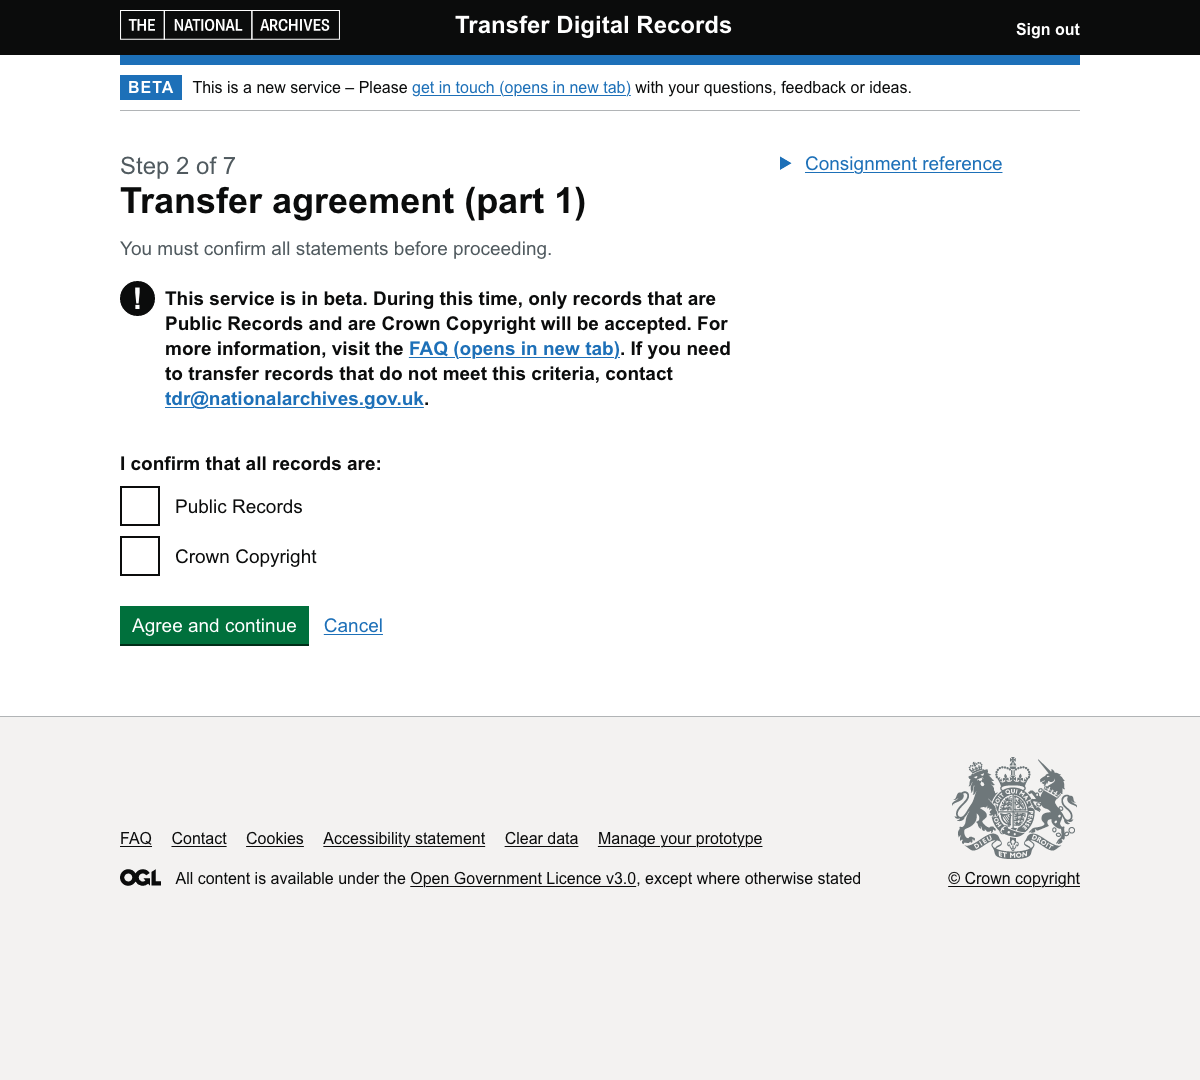 THE NATIONAL ARCHIVES
Transfer Digital Records
Sign out
BETA This is a new service – Please get in touch (opens in new tab) with your questions, feedback or ideas.
Step 2 of 7
Transfer agreement (part 1)
You must confirm all statements before proceeding.
Consignment reference
! This service is in beta. During this time, only records that are
Public Records and are Crown Copyright will be accepted. For
more information, visit the FAQ (opens in new tab). If you need
to transfer records that do not meet this criteria, contact
tdr@nationalarchives.gov.uk.
I confirm that all records are:
Public Records
Crown Copyright
Agree and continue Cancel
FAQ Contact Cookies Accessibility statement Clear data Manage your prototype
OGL All content is available under the Open Government Licence v3.0, except where otherwise stated
DIEU ET MON DROIT
© Crown copyright